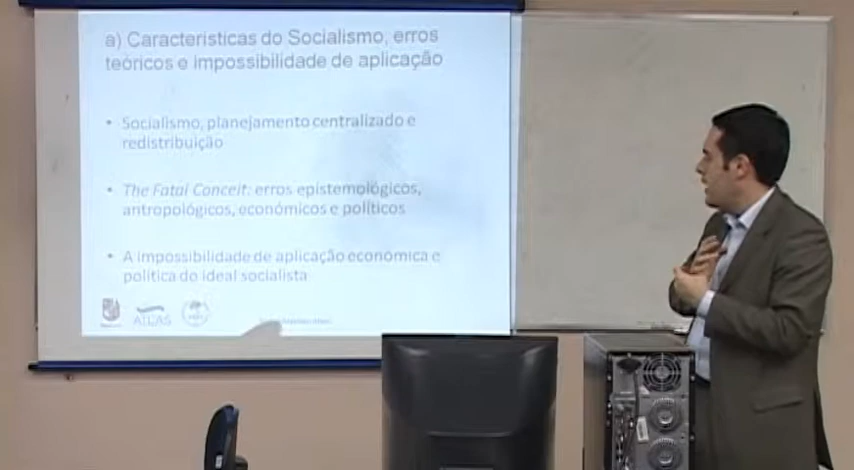 a) Características do Socialismo, erros
teóricos e impossibilidade de aplicação
• Socialismo, planejamento centralizado e
redistribuição
• The Fatal Conceit: erros epistemológicos,
antropológicos, económicos e políticos
• A impossibilidade de aplicação económica e
política do ideal socialista
ATLAS